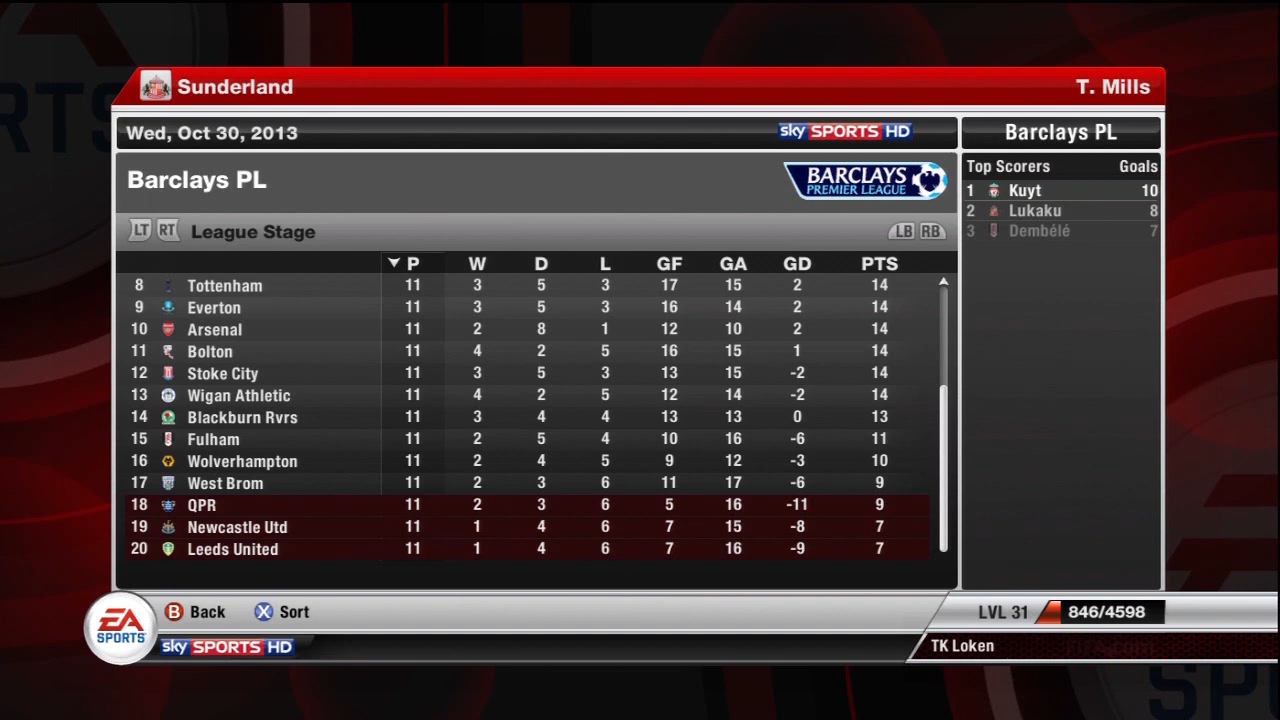 Sunderland T. Mills
Wed, Oct 30, 2013 sky SPORTS HD Barclays PL
Barclays PL BARCLAYS PREMIER LEAGUE
Top Scorers Goals
1 Kuyt 10
2 Lukaku 8
3 Dembélé 7
LT RT League Stage LB RB
P W D L GF GA GD PTS
8 Tottenham 11 3 5 3 17 15 2 14
9 Everton 11 3 5 3 16 14 2 14
10 Arsenal 11 2 8 1 12 10 2 14
11 Bolton 11 4 2 5 16 15 1 14
12 Stoke City 11 3 5 3 13 15 -2 14
13 Wigan Athletic 11 4 2 5 12 14 -2 14
14 Blackburn Rvrs 11 3 4 4 13 13 0 13
15 Fulham 11 2 5 4 10 16 -6 11
16 Wolverhampton 11 2 4 5 9 12 -3 10
17 West Brom 11 2 3 6 11 17 -6 9
18 QPR 11 2 3 6 5 16 -11 9
19 Newcastle Utd 11 1 4 6 7 15 -8 7
20 Leeds United 11 1 4 6 7 16 -9 7
B Back X Sort LVL 31 846/4598
EA SPORTS
sky SPORTS HD TK Loken